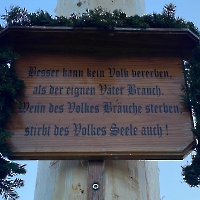 Besser kann kein Volk vererben,
als der eignen Väter Brauch.
Wenn des Volkes Bräuche sterben,
stirbt des Volkes Seele auch!